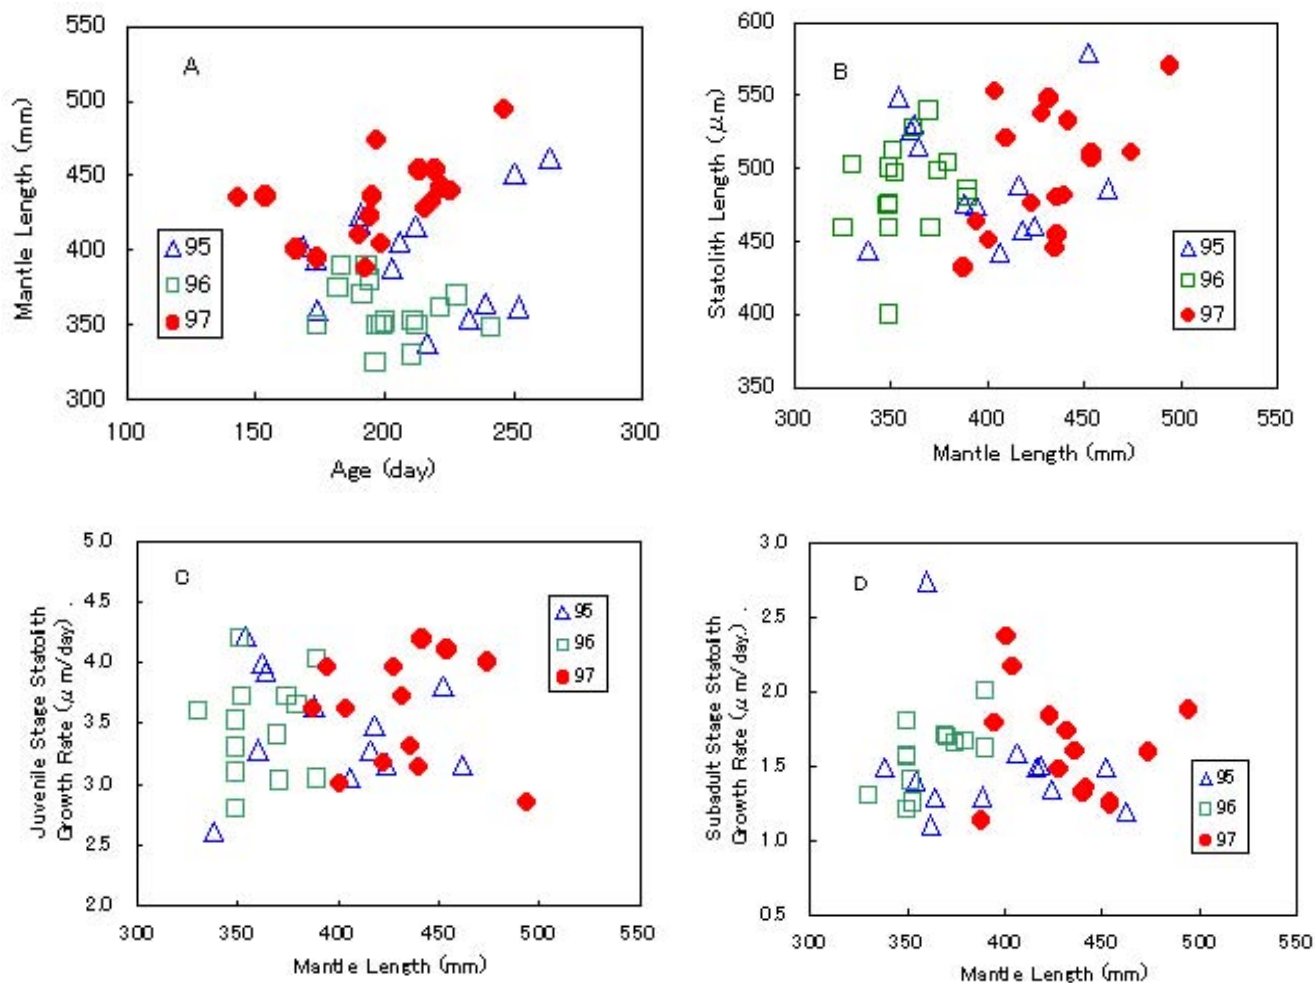 A
550
500
450
400
350
300
Mantle Length (mm)
95
96
97
100 150 200 250 300
Age (day)
B
600
550
500
450
400
350
Statolith Length (μm)
95
96
97
300 350 400 450 500 550
Mantle Length (mm)
C
5.0
4.5
4.0
3.5
3.0
2.5
2.0
Juvenile Stage Statolith
Growth Rate (μm/day) .
95
96
97
300 350 400 450 500 550
Mantle Length (mm)
D
3.0
2.5
2.0
1.5
1.0
0.5
Subadult Stage Statolith
Growth Rate (μm/day.) .
95
96
97
300 350 400 450 500 550
Mantle Length (mm)